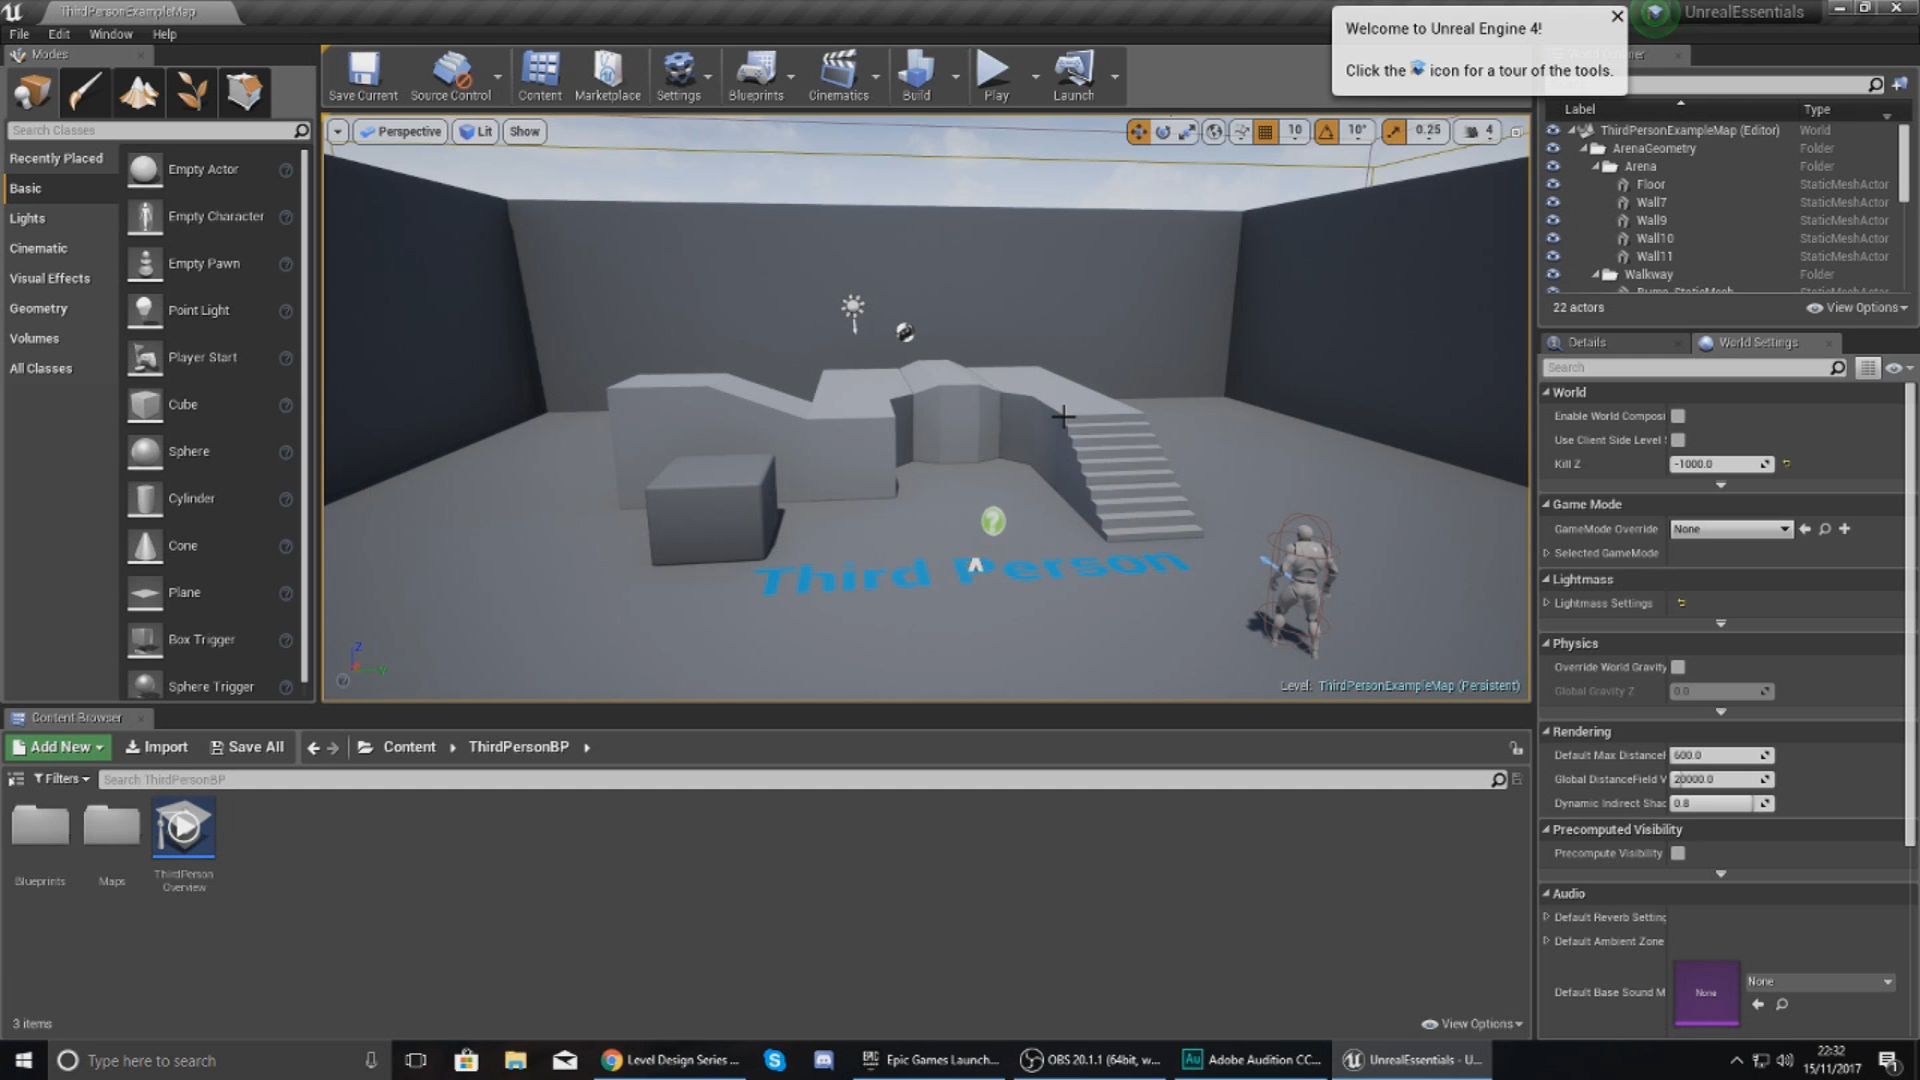 ThirdPersonExampleMap
UnrealEssentials
File Edit Window Help
Welcome to Unreal Engine 4!
Click the icon for a tour of the tools.
Modes
Save Current
Source Control
Content
Marketplace
Settings
Blueprints
Cinematics
Build
Play
Launch
Search Classes
Recently Placed
Basic
Lights
Cinematic
Visual Effects
Geometry
Volumes
All Classes
Empty Actor
Empty Character
Empty Pawn
Point Light
Player Start
Cube
Sphere
Cylinder
Cone
Plane
Box Trigger
Sphere Trigger
Perspective
Lit
Show
10
10°
0.25
4
Third Person
Level: ThirdPersonExampleMap (Persistent)
Label Type
ThirdPersonExampleMap (Editor) World
ArenaGeometry Folder
Arena Folder
Floor StaticMeshActor
Wall7 StaticMeshActor
Wall9 StaticMeshActor
Wall10 StaticMeshActor
Wall11 StaticMeshActor
Walkway Folder
22 actors
View Options
Details
World Settings
Search
World
Enable World Composi
Use Client Side Level
Kill Z -1000.0
Game Mode
GameMode Override None
Selected GameMode
Lightmass
Lightmass Settings
Physics
Override World Gravity
Global Gravity Z 0.0
Rendering
Default Max Distance 600.0
Global DistanceField V 20000.0
Dynamic Indirect Shac 0.8
Precomputed Visibility
Precompute Visibility
Audio
Default Reverb Setting
Default Ambient Zone
Default Base Sound M None None
Content Browser
Add New Import Save All Content ThirdPersonBP
Filters Search ThirdPersonBP
Blueprints
Maps
ThirdPerson
Overview
3 items
View Options
Type here to search
Level Design Series ...
Epic Games Launch...
OBS 20.1.1 (64bit, w...
Au Adobe Audition CC...
UnrealEssentials - U...
22:32
15/11/2017